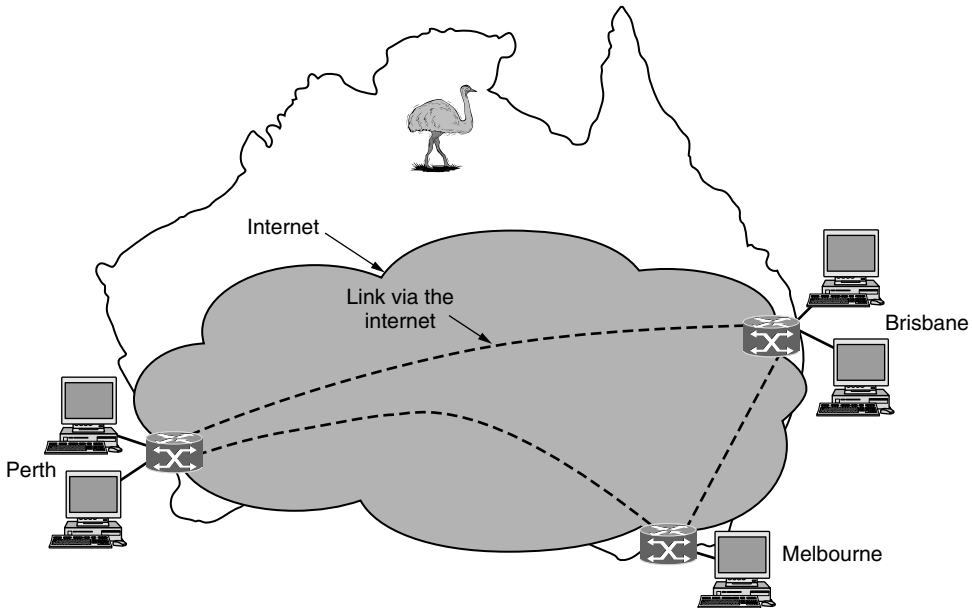 Internet
Link via the
internet
Brisbane
Perth
Melbourne